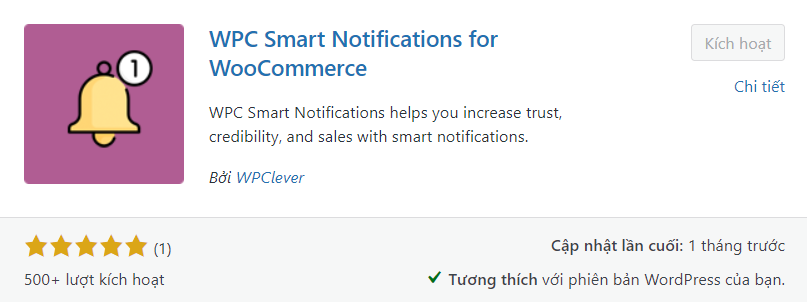 1
WPC Smart Notifications for
WooCommerce
Kích hoạt
Chi tiết
WPC Smart Notifications helps you increase trust,
credibility, and sales with smart notifications.
Bởi WPClever
(1)
Cập nhật lần cuối: 1 tháng trước
500+ lượt kích hoạt
Tương thích với phiên bản WordPress của bạn.